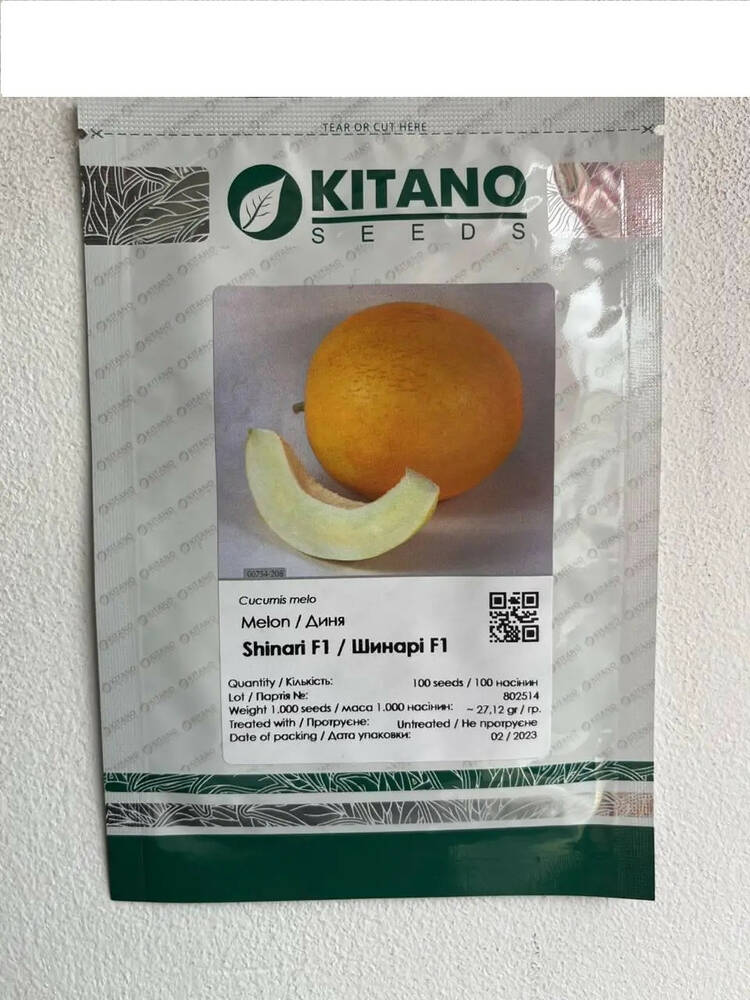 TEAR OR CUT HERE
KITANO
SEEDS
00754-208
Cucumis melo
Melon / Диня
Shinari F1 / Шинарі F1
Quantity / Кількість: 100 seeds / 100 насінин
Lot / Партія №: 802514
Weight 1.000 seeds / маса 1.000 насінин: ~ 27,12 gr / гр.
Treated with / Протруєне: Untreated / Не протруєне
Date of packing / Дата упаковки: 02 / 2023